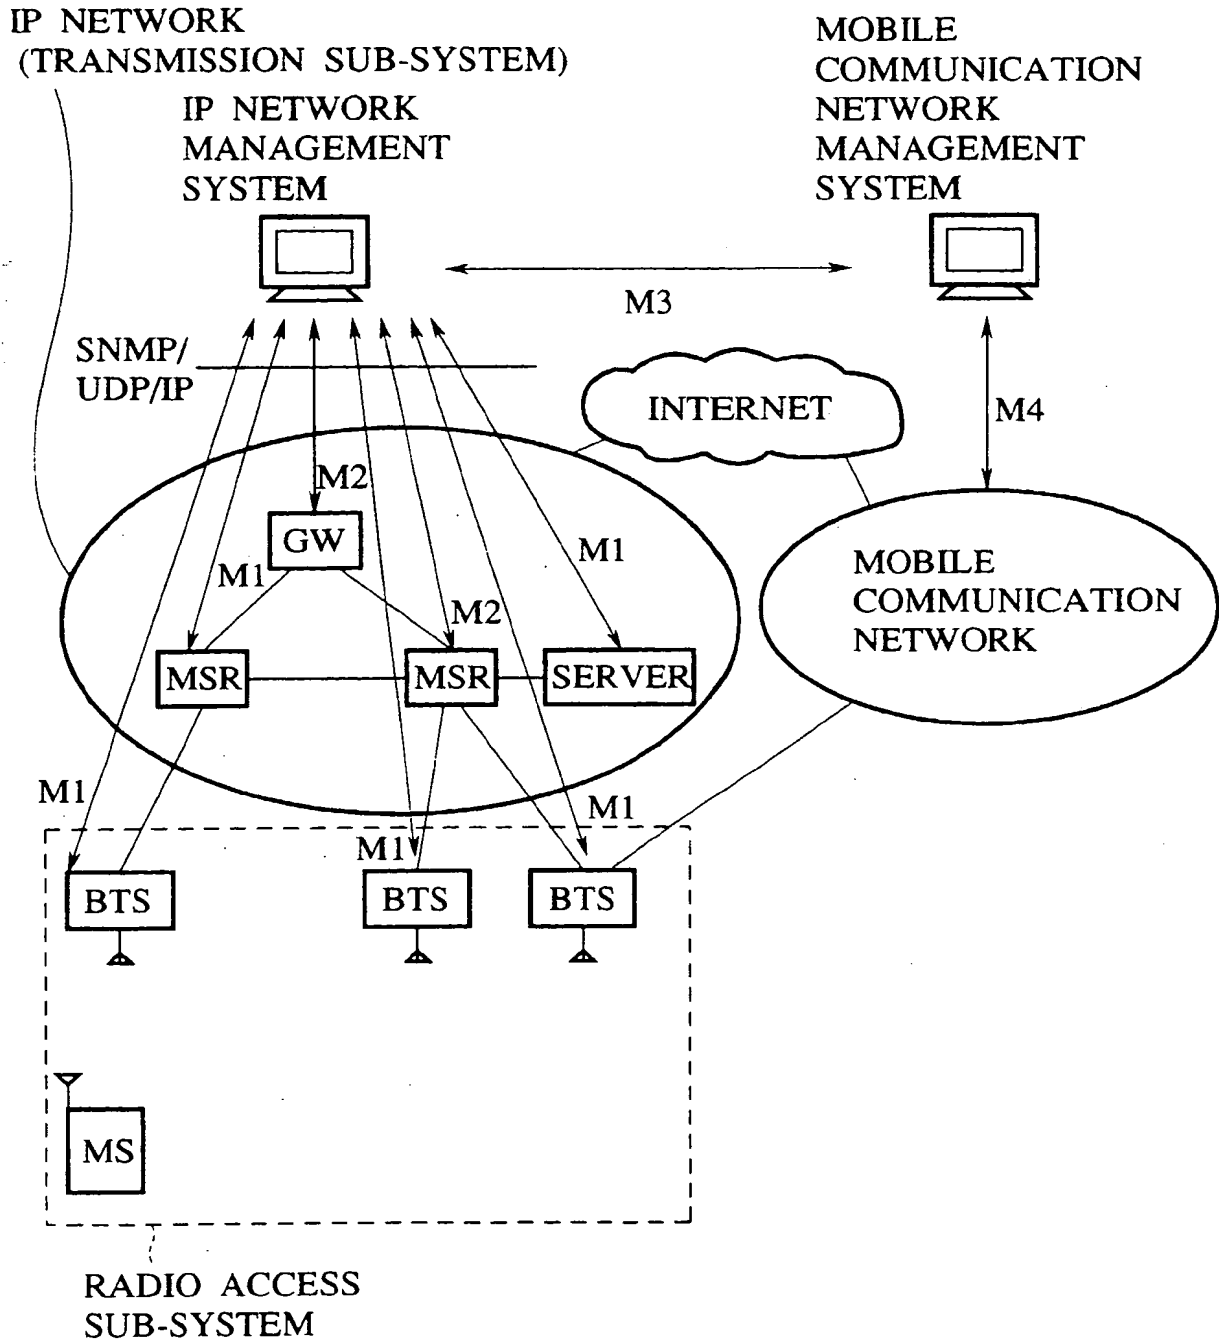 IP NETWORK
(TRANSMISSION SUB-SYSTEM)
IP NETWORK
MANAGEMENT
SYSTEM
MOBILE
COMMUNICATION
NETWORK
MANAGEMENT
SYSTEM
M3
SNMP/
UDP/IP
INTERNET
M4
M2
GW
M1
M1
M2
MOBILE
COMMUNICATION
NETWORK
MSR
MSR
SERVER
M1
M1
M1
BTS
BTS
BTS
MS
RADIO ACCESS
SUB-SYSTEM